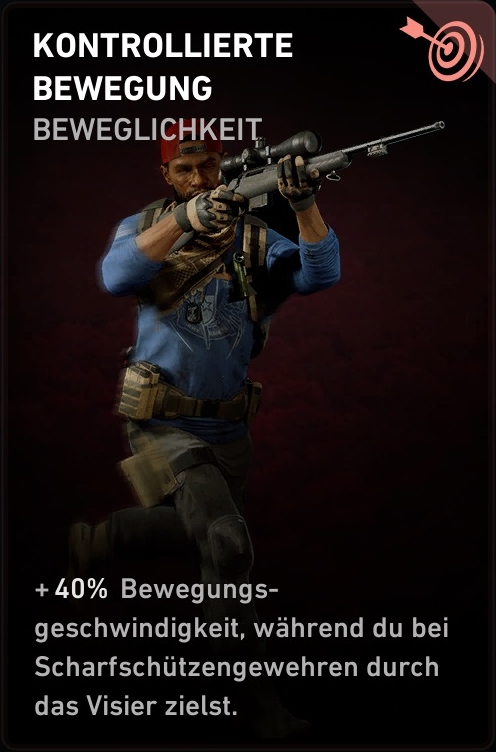 KONTROLLIERTE
BEWEGUNG
BEWEGLICHKEIT
+40% Bewegungs-
geschwindigkeit, während du bei
Scharfschützengewehren durch
das Visier zielst.